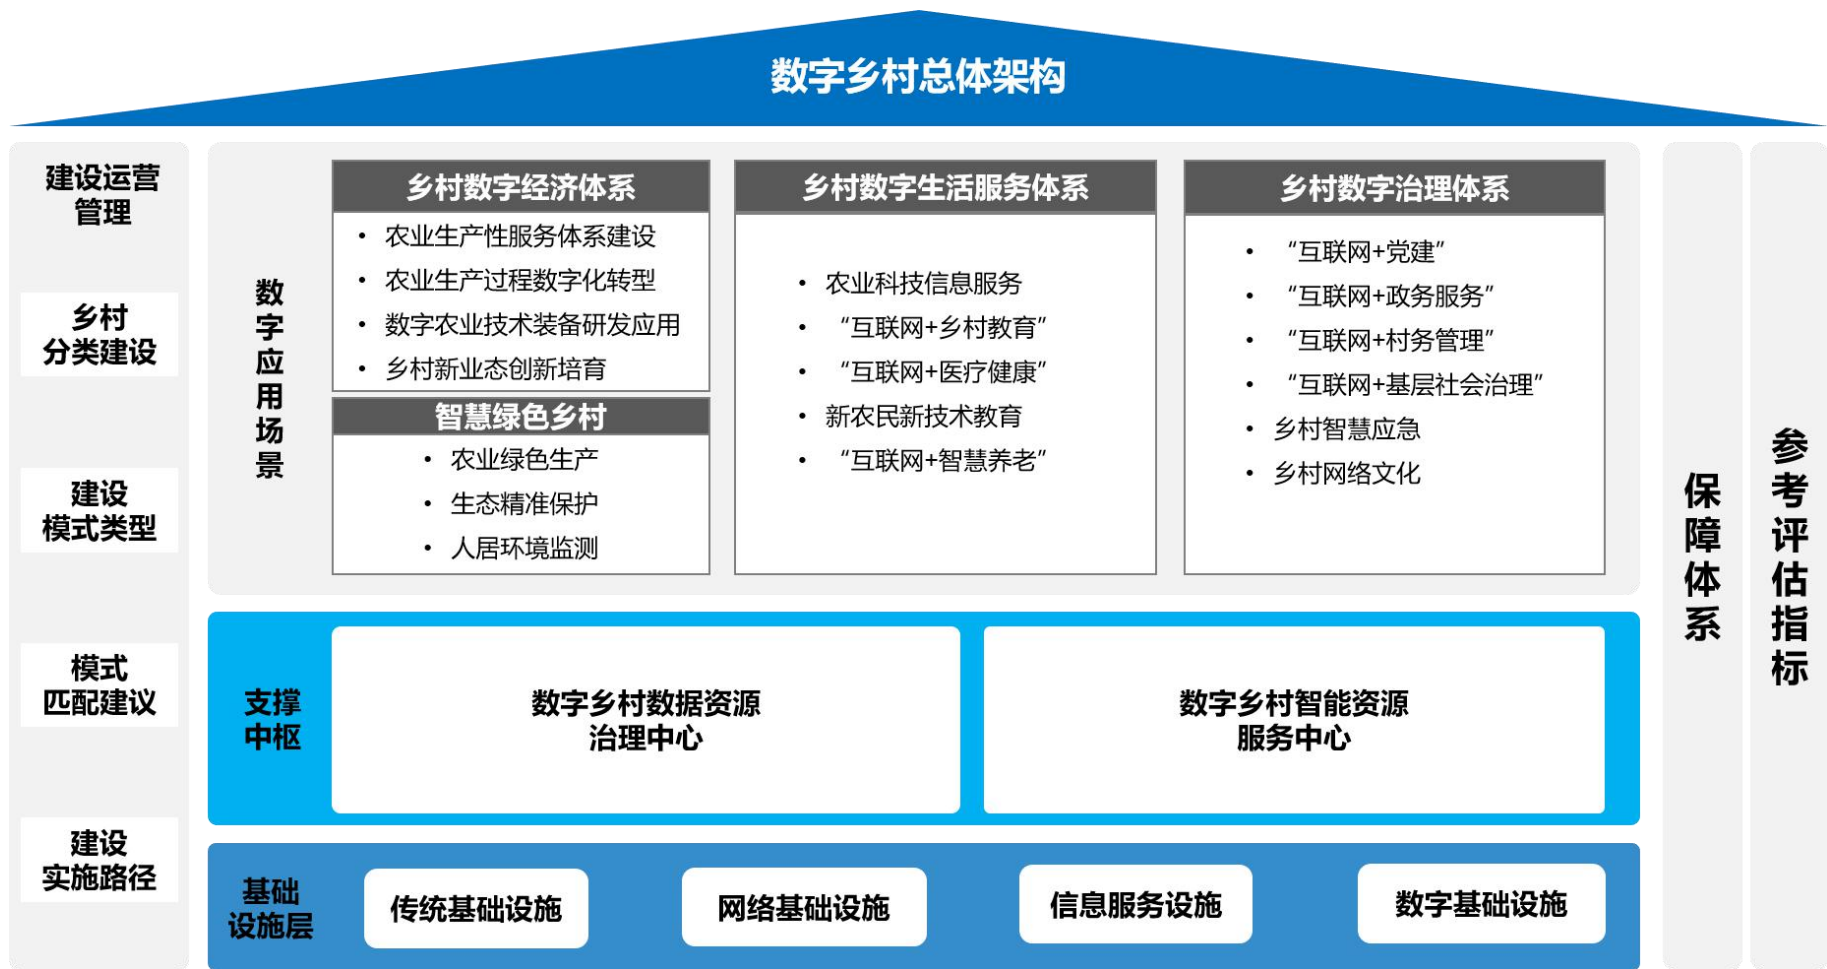 数字乡村总体架构
建设运营
管理
乡村
分类建设
建设
模式类型
模式
匹配建议
建设
实施路径
数字应用场景
乡村数字经济体系
• 农业生产性服务体系建设
• 农业生产过程数字化转型
• 数字农业技术装备研发应用
• 乡村新业态创新培育
智慧绿色乡村
• 农业绿色生产
• 生态精准保护
• 人居环境监测
乡村数字生活服务体系
• 农业科技信息服务
• “互联网+乡村教育”
• “互联网+医疗健康”
• 新农民新技术教育
• “互联网+智慧养老”
乡村数字治理体系
• “互联网+党建”
• “互联网+政务服务”
• “互联网+村务管理”
• “互联网+基层社会治理”
• 乡村智慧应急
• 乡村网络文化
支撑
中枢
数字乡村数据资源
治理中心
数字乡村智能资源
服务中心
基础
设施层
传统基础设施
网络基础设施
信息服务设施
数字基础设施
保障体系
参考评估指标